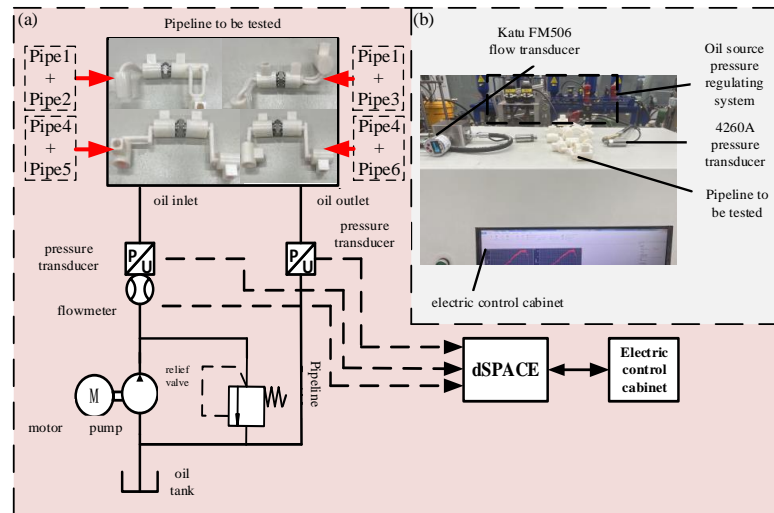 (a)
Pipeline to be tested
Pipe1
+
Pipe2
Pipe1
+
Pipe3
Pipe4
+
Pipe5
Pipe4
+
Pipe6
oil inlet
oil outlet
pressure
transducer
P
U
pressure
transducer
P
U
flowmeter
relief
valve
Pipeline
M
motor
pump
oil
tank
dSPACE
Electric
control
cabinet
(b)
Katu FM506
flow transducer
Oil source
pressure
regulating
system
4260A
pressure
transducer
Pipeline to
be tested
electric control cabinet